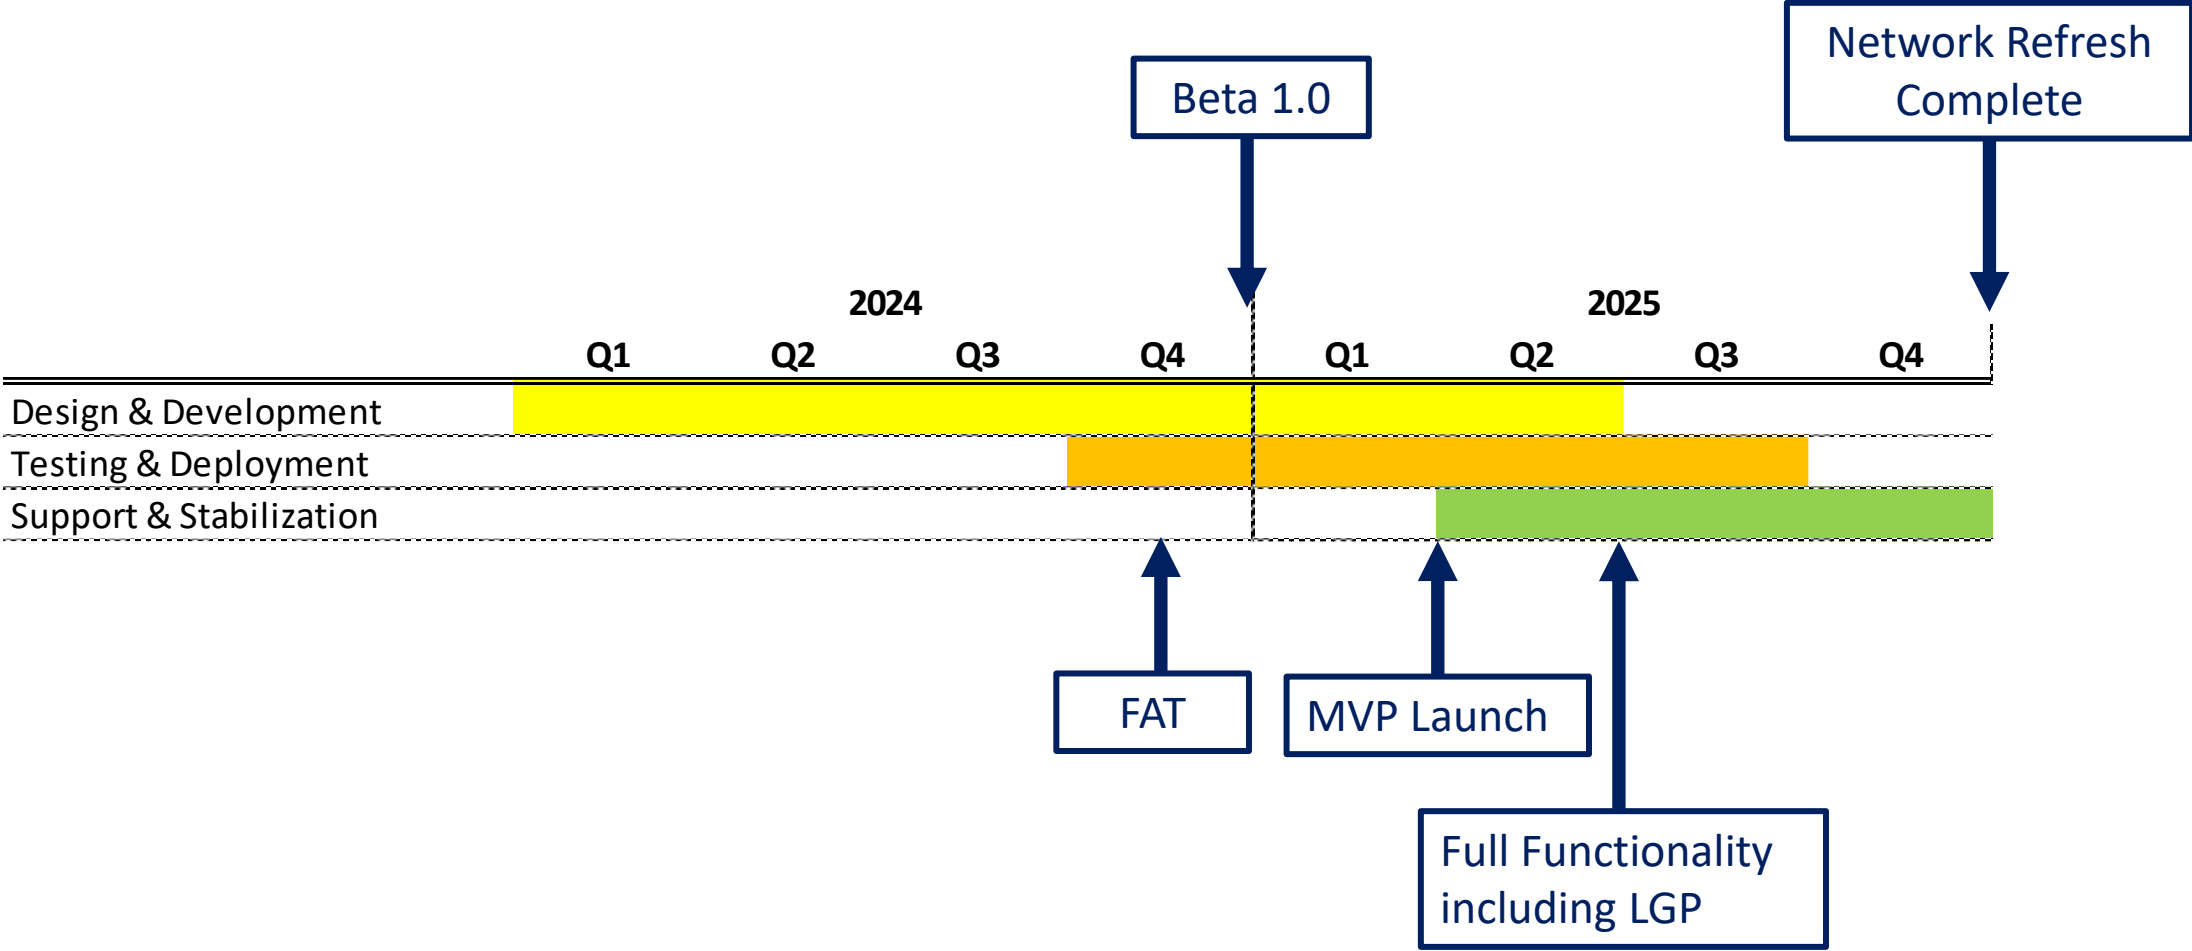 Network Refresh
Complete
Beta 1.0
2024 2025
Q1 Q2 Q3 Q4 Q1 Q2 Q3 Q4
Design & Development
Testing & Deployment
Support & Stabilization
FAT
MVP Launch
Full Functionality
including LGP